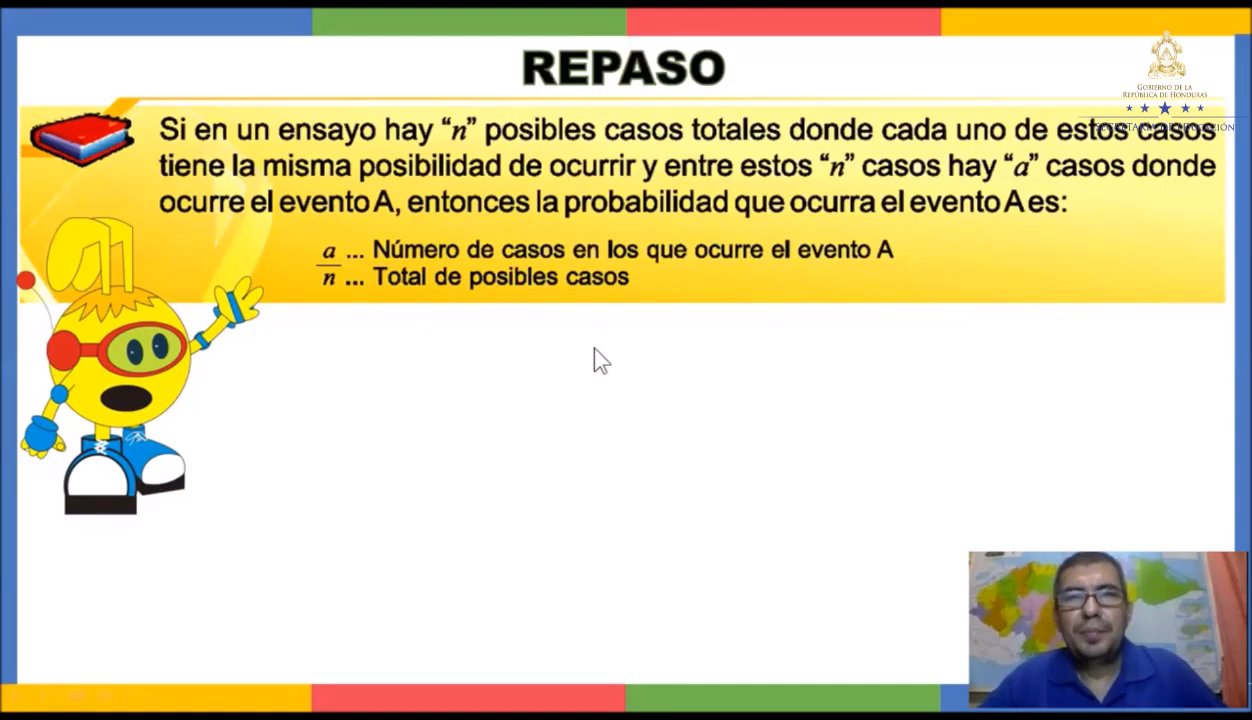 REPASO
GOBIERNO DE LA
REPÚBLICA DE HONDURAS
SECRETARÍA DE EDUCACIÓN
Si en un ensayo hay “n” posibles casos totales donde cada uno de estos casos
tiene la misma posibilidad de ocurrir y entre estos “n” casos hay “a” casos donde
ocurre el evento A, entonces la probabilidad que ocurra el evento A es:
a ... Número de casos en los que ocurre el evento A
n ... Total de posibles casos